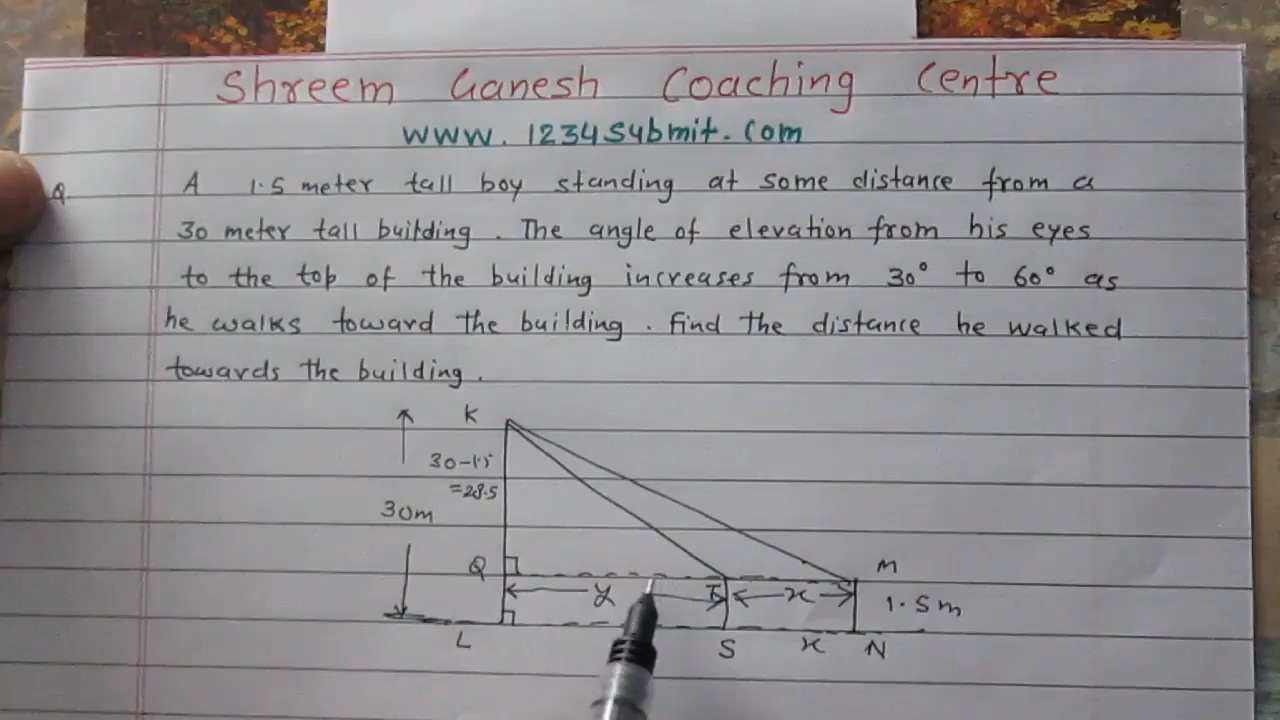 Shreem Ganesh Coaching Centre
www.1234submit.com
Q. A 1.5 meter tall boy standing at some distance from a
30 meter tall building. The angle of elevation from his eyes
to the top of the building increases from 30° to 60° as
he walks toward the building. Find the distance he walked
towards the building.
K
30-1.5
=28.5
30m
Q
M
y
x
1.5m
L
S
x
N